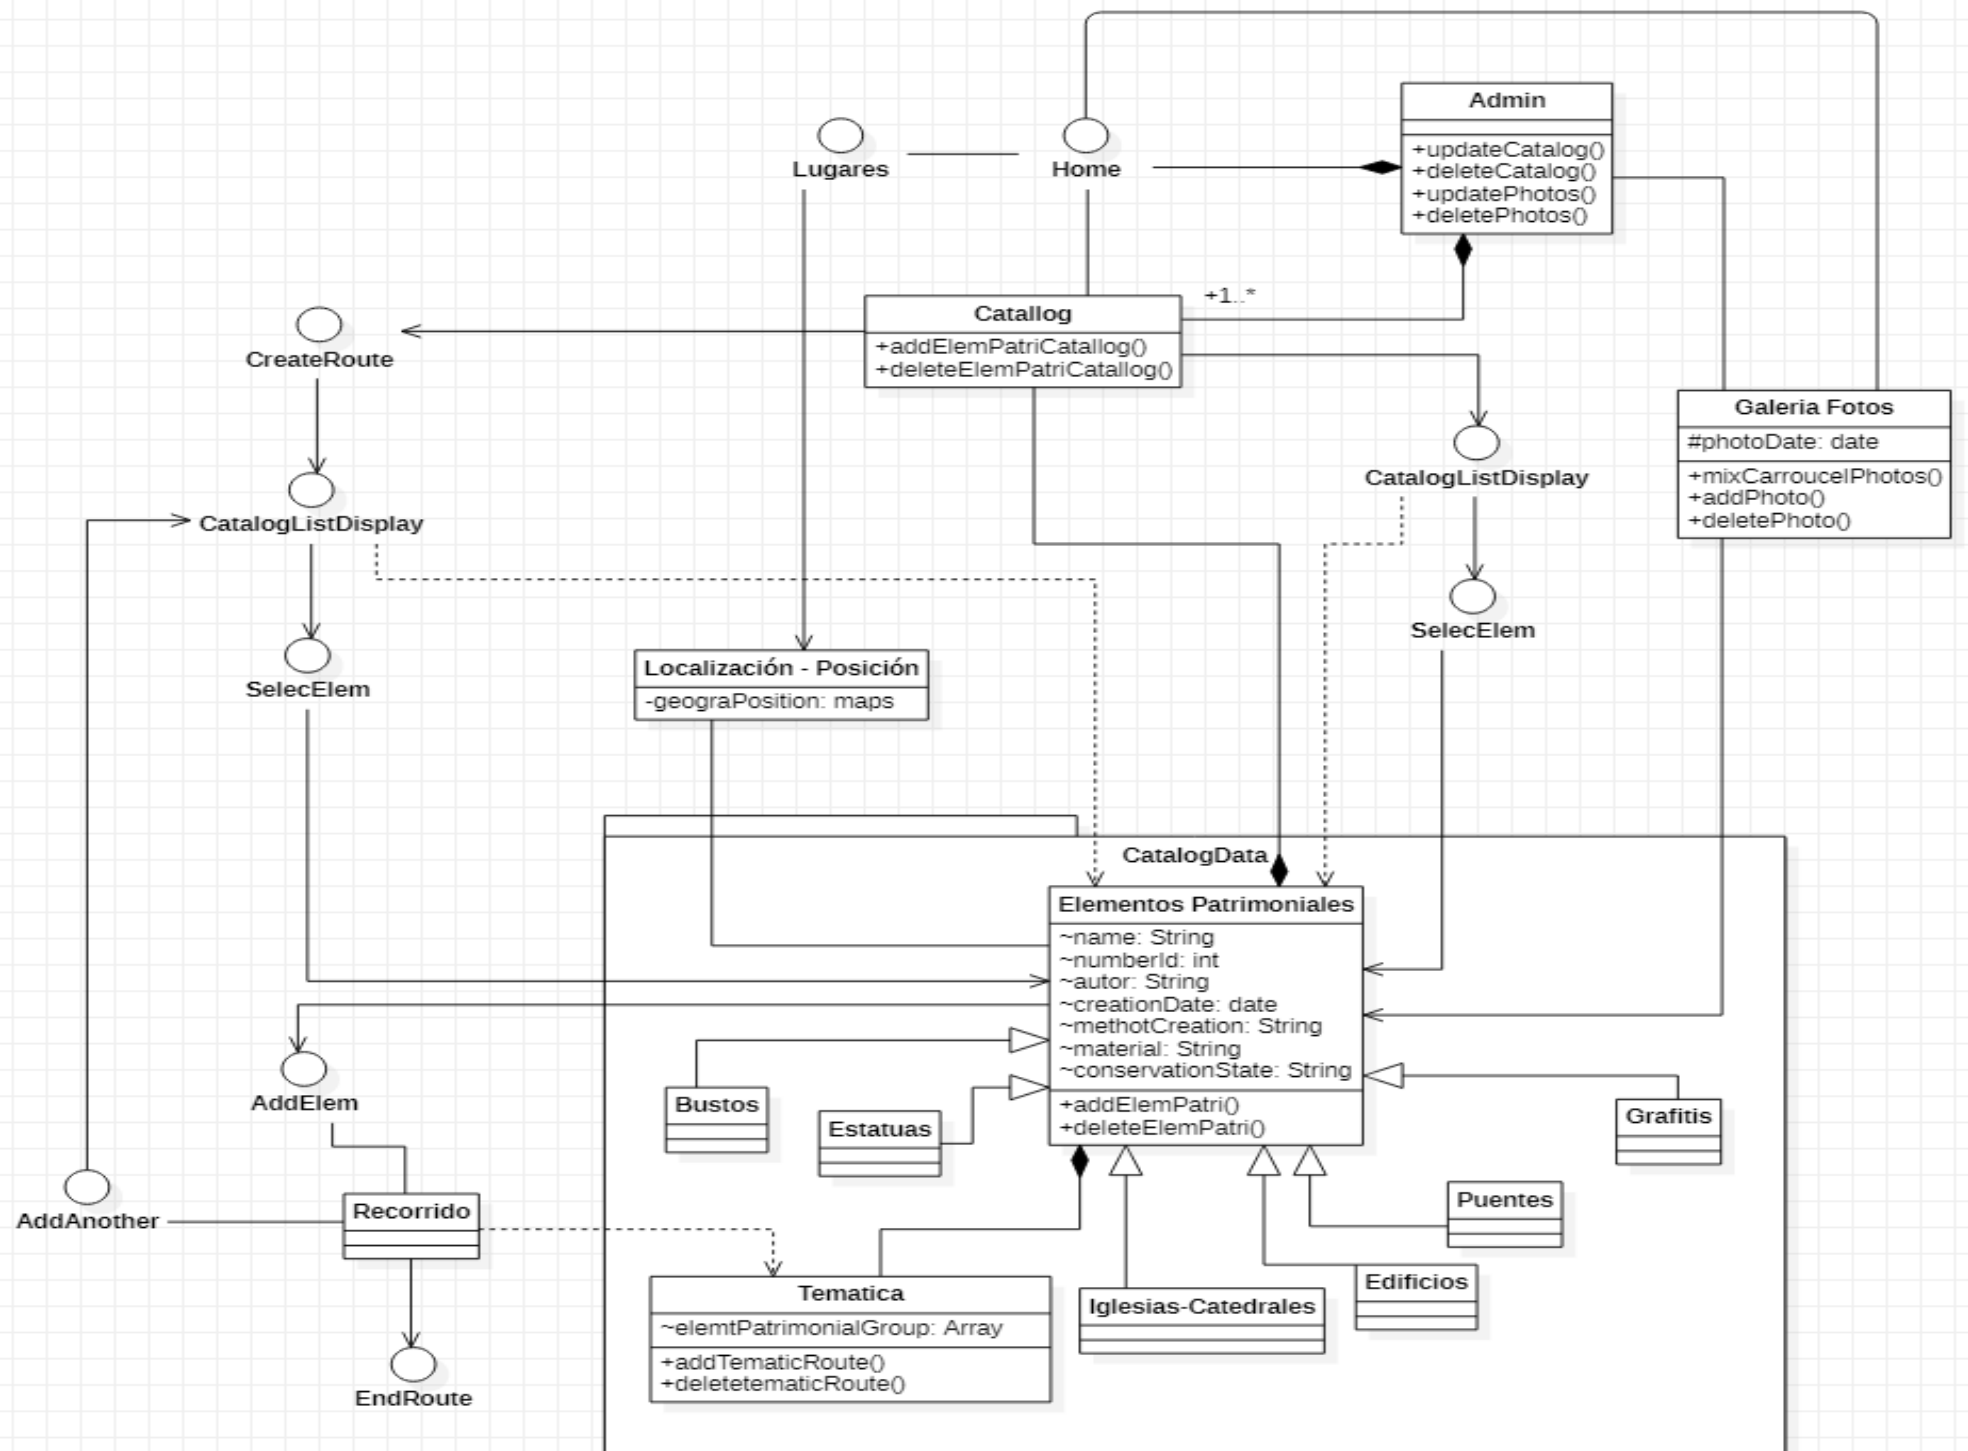 Admin
+updateCatalog()
+deleteCatalog()
+updatePhotos()
+deletePhotos()
Lugares
Home
+1..*
Catallog
+addElemPatriCatallog()
+deleteElemPatriCatallog()
CreateRoute
Galeria Fotos
#photoDate: date
+mixCarroucelPhotos()
+addPhoto()
+deletePhoto()
CatalogListDisplay
CatalogListDisplay
SelecElem
SelecElem
Localización - Posición
-geograPosition: maps
CatalogData
Elementos Patrimoniales
~name: String
~numberId: int
~autor: String
~creationDate: date
~methotCreation: String
~material: String
~conservationState: String
+addElemPatri()
+deleteElemPatri()
AddElem
Bustos
Estatuas
Grafitis
AddAnother
Recorrido
Puentes
Edificios
Iglesias-Catedrales
Tematica
~elemtPatrimonialGroup: Array
+addTematicRoute()
+deletetematicRoute()
EndRoute